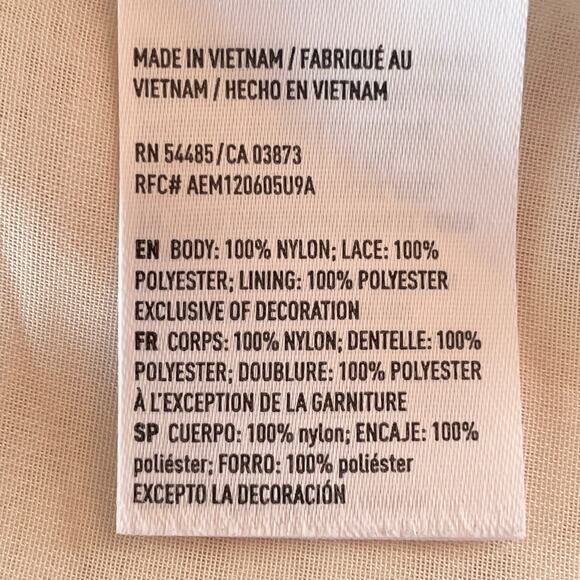 MADE IN VIETNAM / FABRIQUÉ AU
VIETNAM / HECHO EN VIETNAM
RN 54485/CA 03873
RFC# AEM120605U9A
EN BODY: 100% NYLON; LACE: 100%
POLYESTER; LINING: 100% POLYESTER
EXCLUSIVE OF DECORATION
FR CORPS: 100% NYLON; DENTELLE: 100%
POLYESTER; DOUBLURE: 100% POLYESTER
À L'EXCEPTION DE LA GARNITURE
SP CUERPO: 100% nylon; ENCAJE: 100%
poliéster; FORRO: 100% poliéster
EXCEPTO LA DECORACIÓN